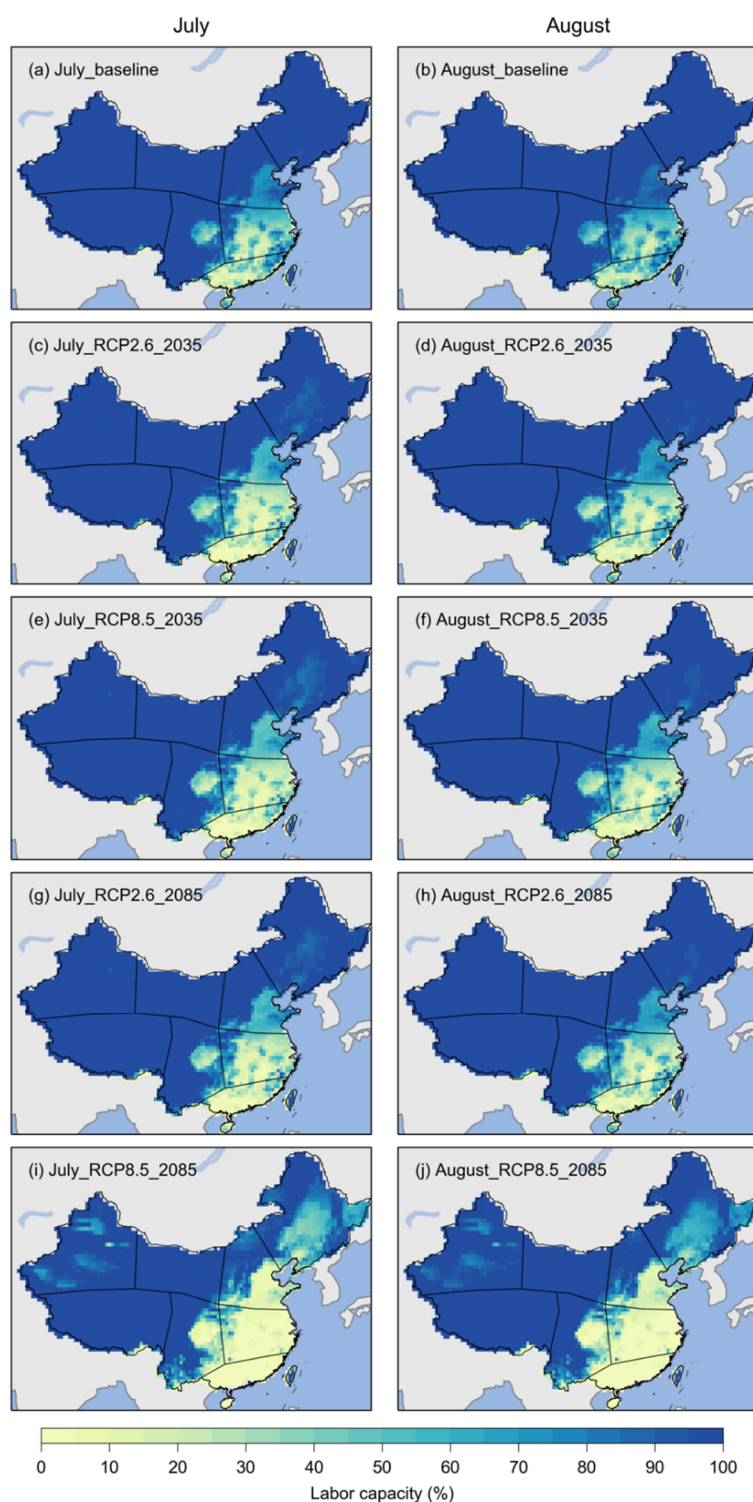 July
August
(a) July_baseline
(b) August_baseline
(c) July_RCP2.6_2035
(d) August_RCP2.6_2035
(e) July_RCP8.5_2035
(f) August_RCP8.5_2035
(g) July_RCP2.6_2085
(h) August_RCP2.6_2085
(i) July_RCP8.5_2085
(j) August_RCP8.5_2085
0 10 20 30 40 50 60 70 80 90 100
Labor capacity (%)